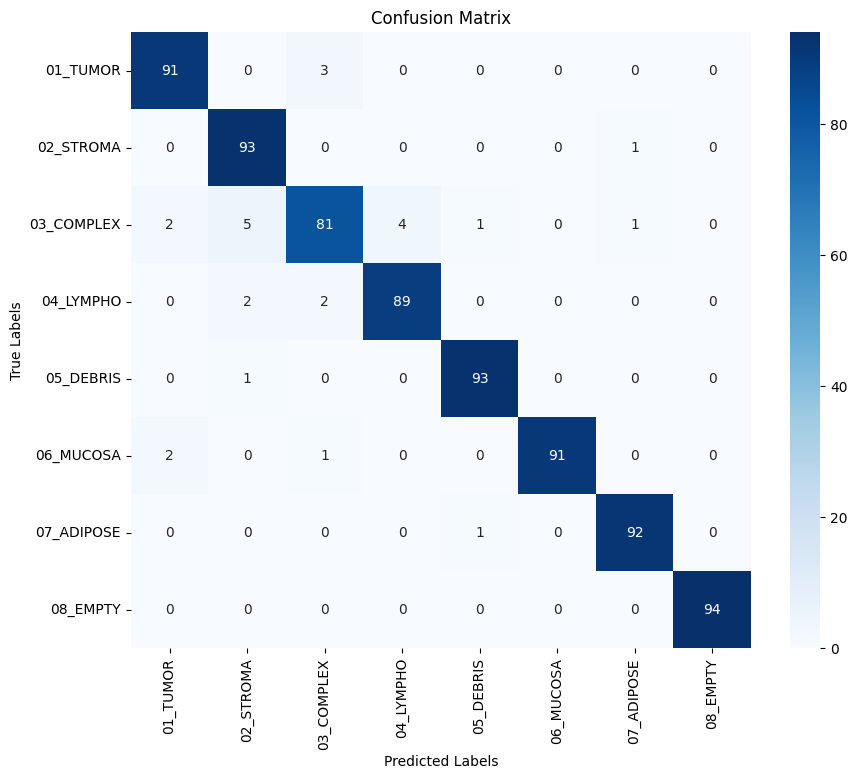 Confusion Matrix
01_TUMOR 91 0 3 0 0 0 0 0
02_STROMA 0 93 0 0 0 0 1 0
03_COMPLEX 2 5 81 4 1 0 1 0
04_LYMPHO 0 2 2 89 0 0 0 0
05_DEBRIS 0 1 0 0 93 0 0 0
06_MUCOSA 2 0 1 0 0 91 0 0
07_ADIPOSE 0 0 0 0 1 0 92 0
08_EMPTY 0 0 0 0 0 0 0 94
True Labels
01_TUMOR
02_STROMA
03_COMPLEX
04_LYMPHO
05_DEBRIS
06_MUCOSA
07_ADIPOSE
08_EMPTY
Predicted Labels
80
60
40
20
0